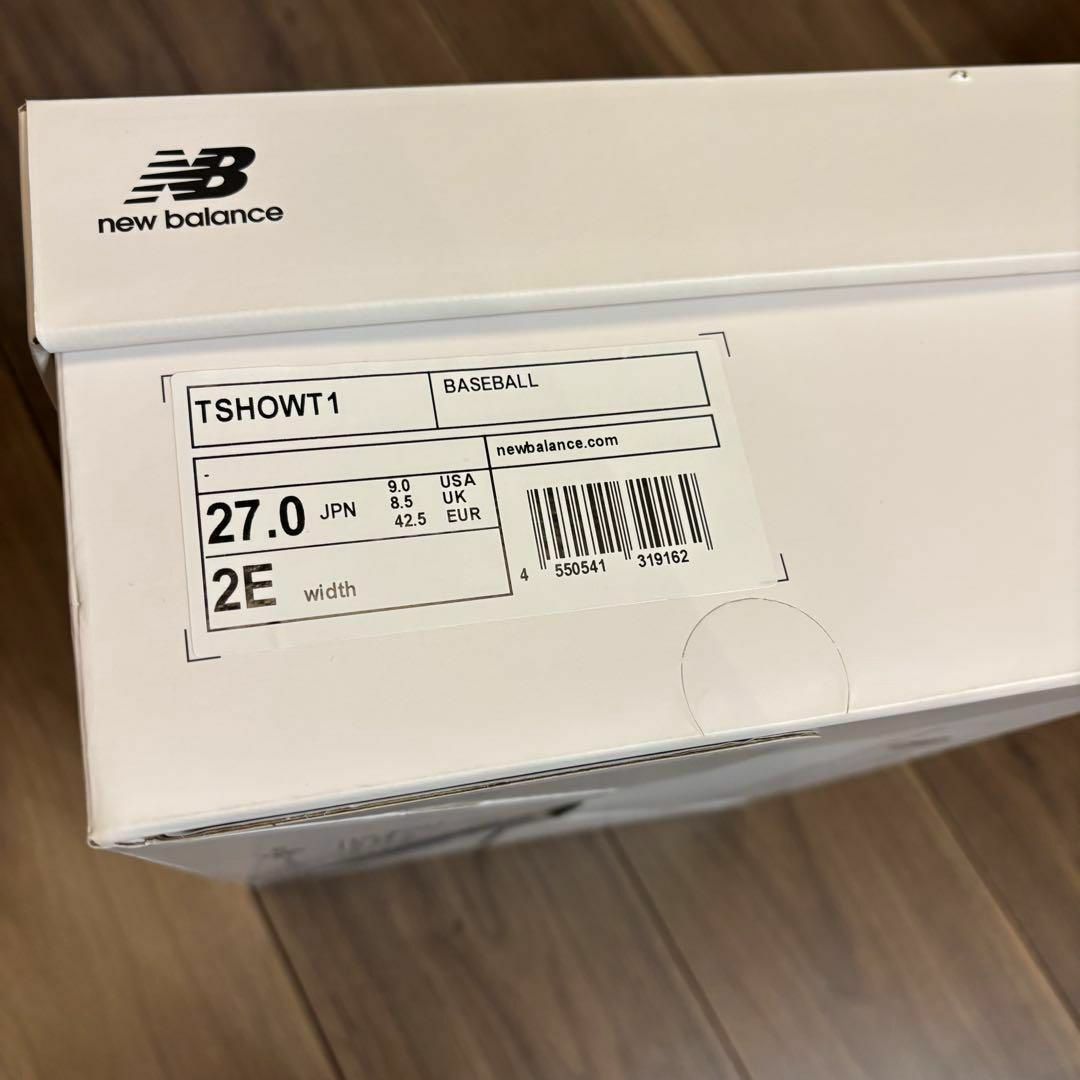 NB
new balance
TSHOWT1
BASEBALL
newbalance.com
-
27.0 JPN
9.0 USA
8.5 UK
42.5 EUR
2E width
4 550541 319162